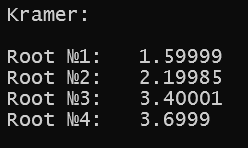 Kramer:
Root №1: 1.59999
Root №2: 2.19985
Root №3: 3.40001
Root №4: 3.6999